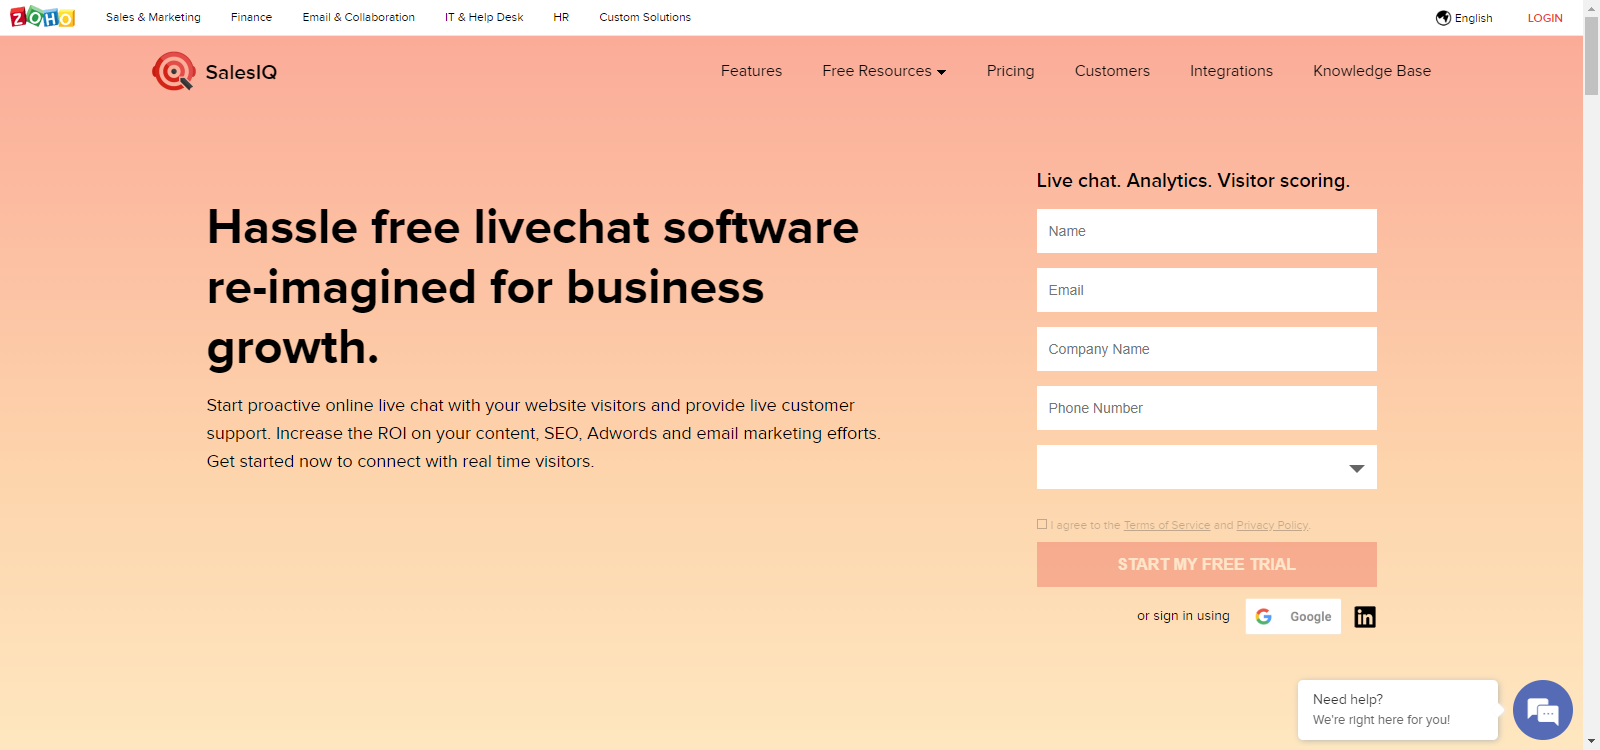 ZOHO Sales & Marketing Finance Email & Collaboration IT & Help Desk HR Custom Solutions English LOGIN
SalesIQ Features Free Resources Pricing Customers Integrations Knowledge Base
Hassle free livechat software
re-imagined for business
growth.
Start proactive online live chat with your website visitors and provide live customer
support. Increase the ROI on your content, SEO, Adwords and email marketing efforts.
Get started now to connect with real time visitors.
Live chat. Analytics. Visitor scoring.
Name
Email
Company Name
Phone Number
I agree to the Terms of Service and Privacy Policy.
START MY FREE TRIAL
or sign in using Google in
Need help?
We're right here for you!